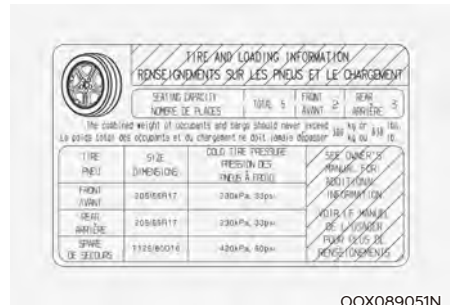 TIRE AND LOADING INFORMATION
RENSEIGNEMENTS SUR LES PNEUS ET LE CHARGEMENT
SEATING CAPACITY
NOMBRE DE PLACES
TOTAL 5
FRONT
AVANT 2
REAR
ARRIÈRE 3
The combined weight of occupants and cargo should never exceed kg or lbs.
Le poids total des occupants et du chargement ne doit jamais dépasser kg ou lb.
TIRE
PNEU
SIZE
DIMENSIONS
COLD TIRE PRESSURE
PRESSION DES
PNEUS À FROID
SEE OWNER'S
MANUAL FOR
ADDITIONAL
INFORMATION
FRONT
AVANT
205/55R17
230kPa, 33psi
REAR
ARRIÈRE
205/55R17
230kPa, 33psi
VOIR LE MANUEL
DE L'USAGER
POUR PLUS DE
RENSEIGNEMENTS
SPARE
DE SECOURS
T125/80D16
420kPa, 60psi
OOX089051N